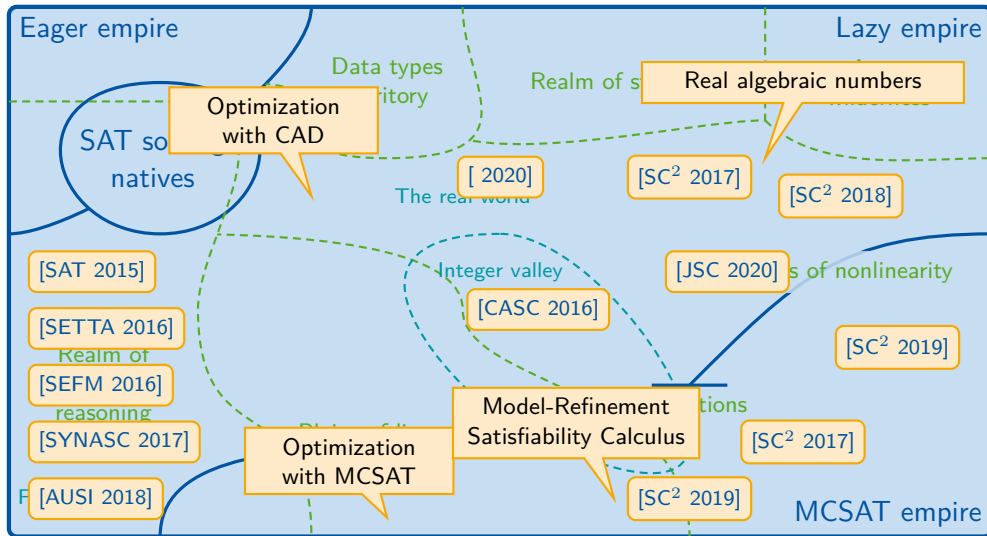 Eager empire
Lazy empire
Data types
Optimization
with CAD
Real algebraic numbers
Realm of
SAT
natives
[ 2020]
[SC² 2017]
[SC² 2018]
The real world
[SAT 2015]
Integer valley
[JSC 2020]
of nonlinearity
[CASC 2016]
[SETTA 2016]
Realm of
[SC² 2019]
[SEFM 2016]
reasoning
Model-Refinement
Satisfiability Calculus
[SYNASC 2017]
Optimization
with MCSAT
[SC² 2017]
[AUSI 2018]
[SC² 2019]
MCSAT empire